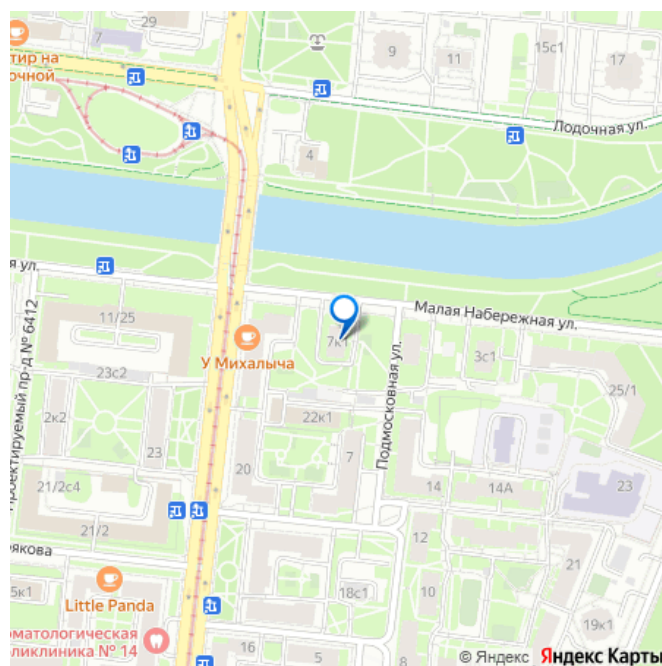 7
тир на
очной
9
11
15с1
17
Лодочная ул.
4
я ул.
Малая Набережная ул.
11/25
У Михалыча
7к1
3с1
25/1
Проектируемый пр-д № 6412
23с2
Подмосковная ул.
2к2
22к1
23
20
7
21/2с4
14
14А
23
21/2
12
рякова
21
5к1
Little Panda
18с1
10
19к1
оматологическая
оликлиника № 14
16
5
8
© Яндекс Яндекс Карты